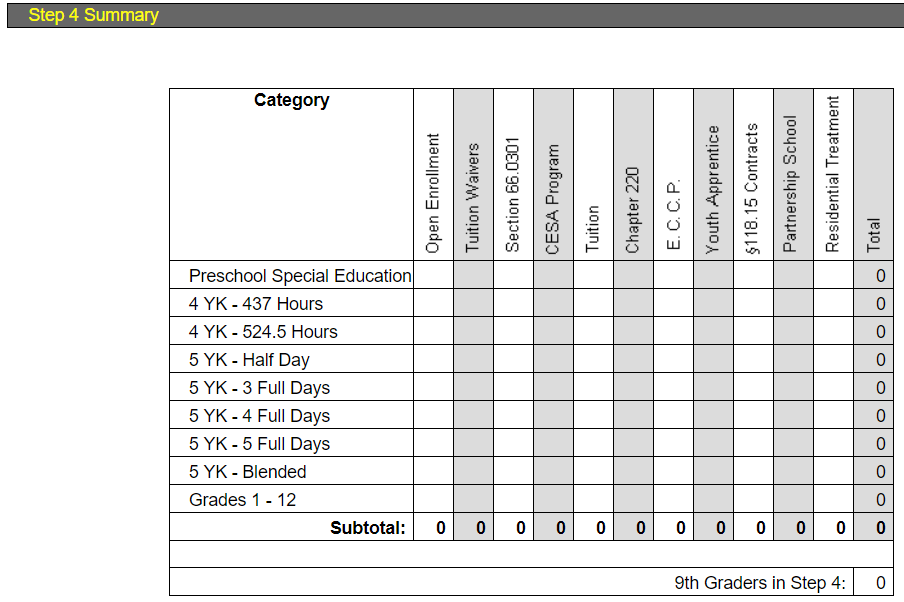 Step 4 Summary
Category
Open Enrollment
Tuition Waivers
Section 66.0301
CESA Program
Tuition
Chapter 220
E. C. C. P.
Youth Apprentice
§118.15 Contracts
Partnership School
Residential Treatment
Total
Preschool Special Education 0
4 YK - 437 Hours 0
4 YK - 524.5 Hours 0
5 YK - Half Day 0
5 YK - 3 Full Days 0
5 YK - 4 Full Days 0
5 YK - 5 Full Days 0
5 YK - Blended 0
Grades 1 - 12 0
Subtotal: 0 0 0 0 0 0 0 0 0 0 0 0
9th Graders in Step 4: 0